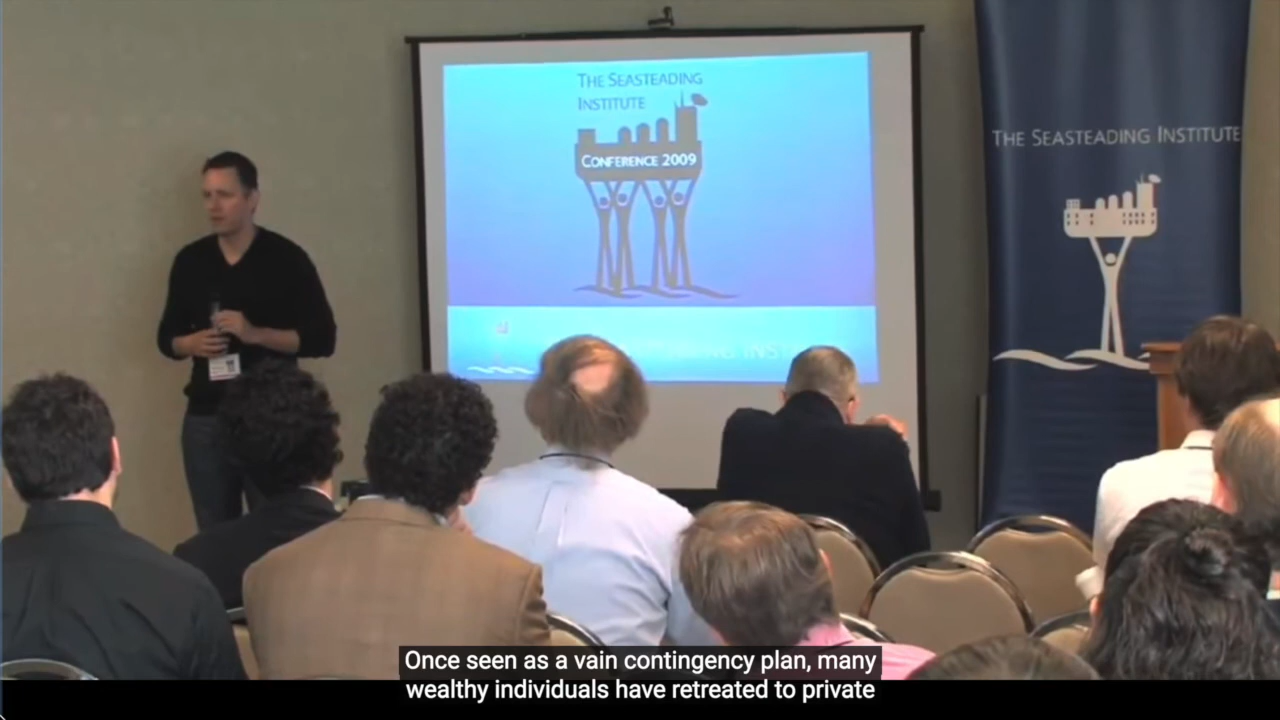 THE SEASTEADING
INSTITUTE
CONFERENCE 2009
THE SEASTEADING INSTITUTE
Once seen as a vain contingency plan, many
wealthy individuals have retreated to private